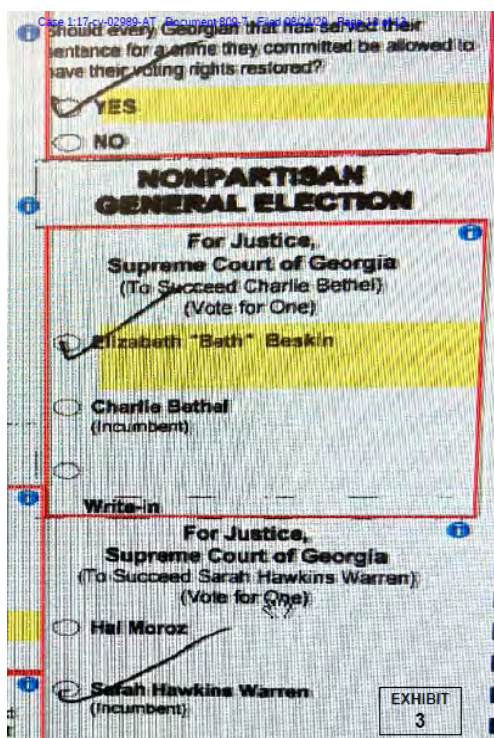 Case 1:17-cv-02989-AT Document 809-7 Filed 08/24/20 Page 12 of 12
Should every Georgian that has served their
sentence for a crime they committed be allowed to
have their voting rights restored?
YES
NO
NONPARTISAN
GENERAL ELECTION
For Justice,
Supreme Court of Georgia
(To Succeed Charlie Bethel)
(Vote for One)
Elizabeth "Beth" Beskin
Charlie Bethel
(Incumbent)
Write-in
For Justice,
Supreme Court of Georgia
(To Succeed Sarah Hawkins Warren)
(Vote for One)
Hal Moroz
Sarah Hawkins Warren
(Incumbent)
EXHIBIT
3